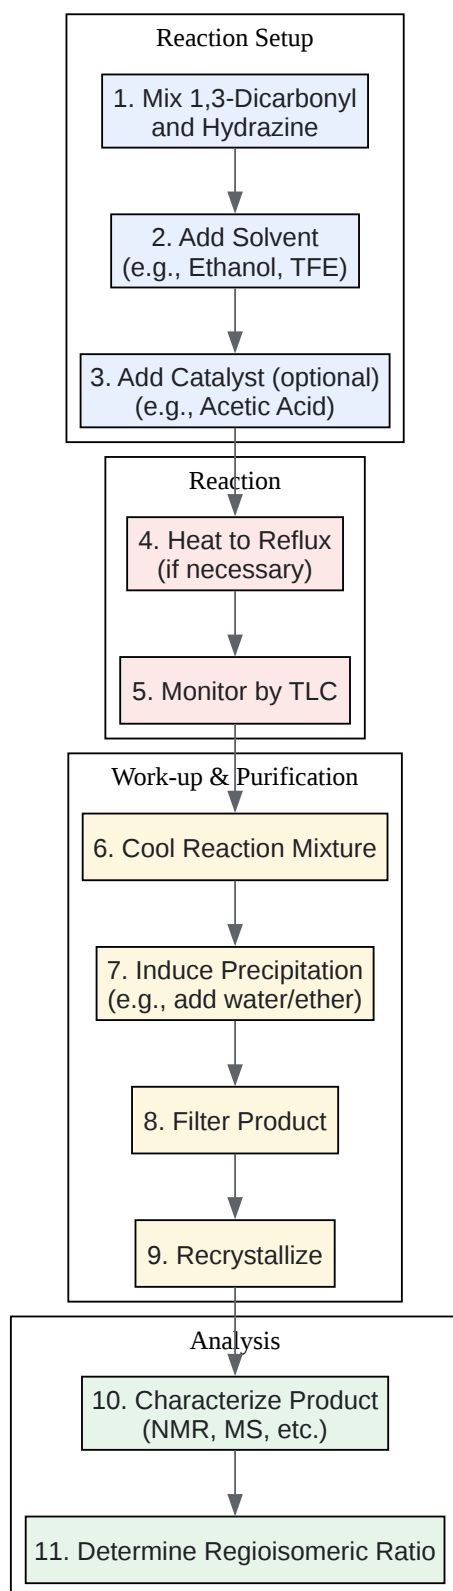 Reaction Setup
1. Mix 1,3-Dicarbonyl
and Hydrazine
2. Add Solvent
(e.g., Ethanol, TFE)
3. Add Catalyst (optional)
(e.g., Acetic Acid)
Reaction
4. Heat to Reflux
(if necessary)
5. Monitor by TLC
Work-up & Purification
6. Cool Reaction Mixture
7. Induce Precipitation
(e.g., add water/ether)
8. Filter Product
9. Recrystallize
Analysis
10. Characterize Product
(NMR, MS, etc.)
11. Determine Regioisomeric Ratio